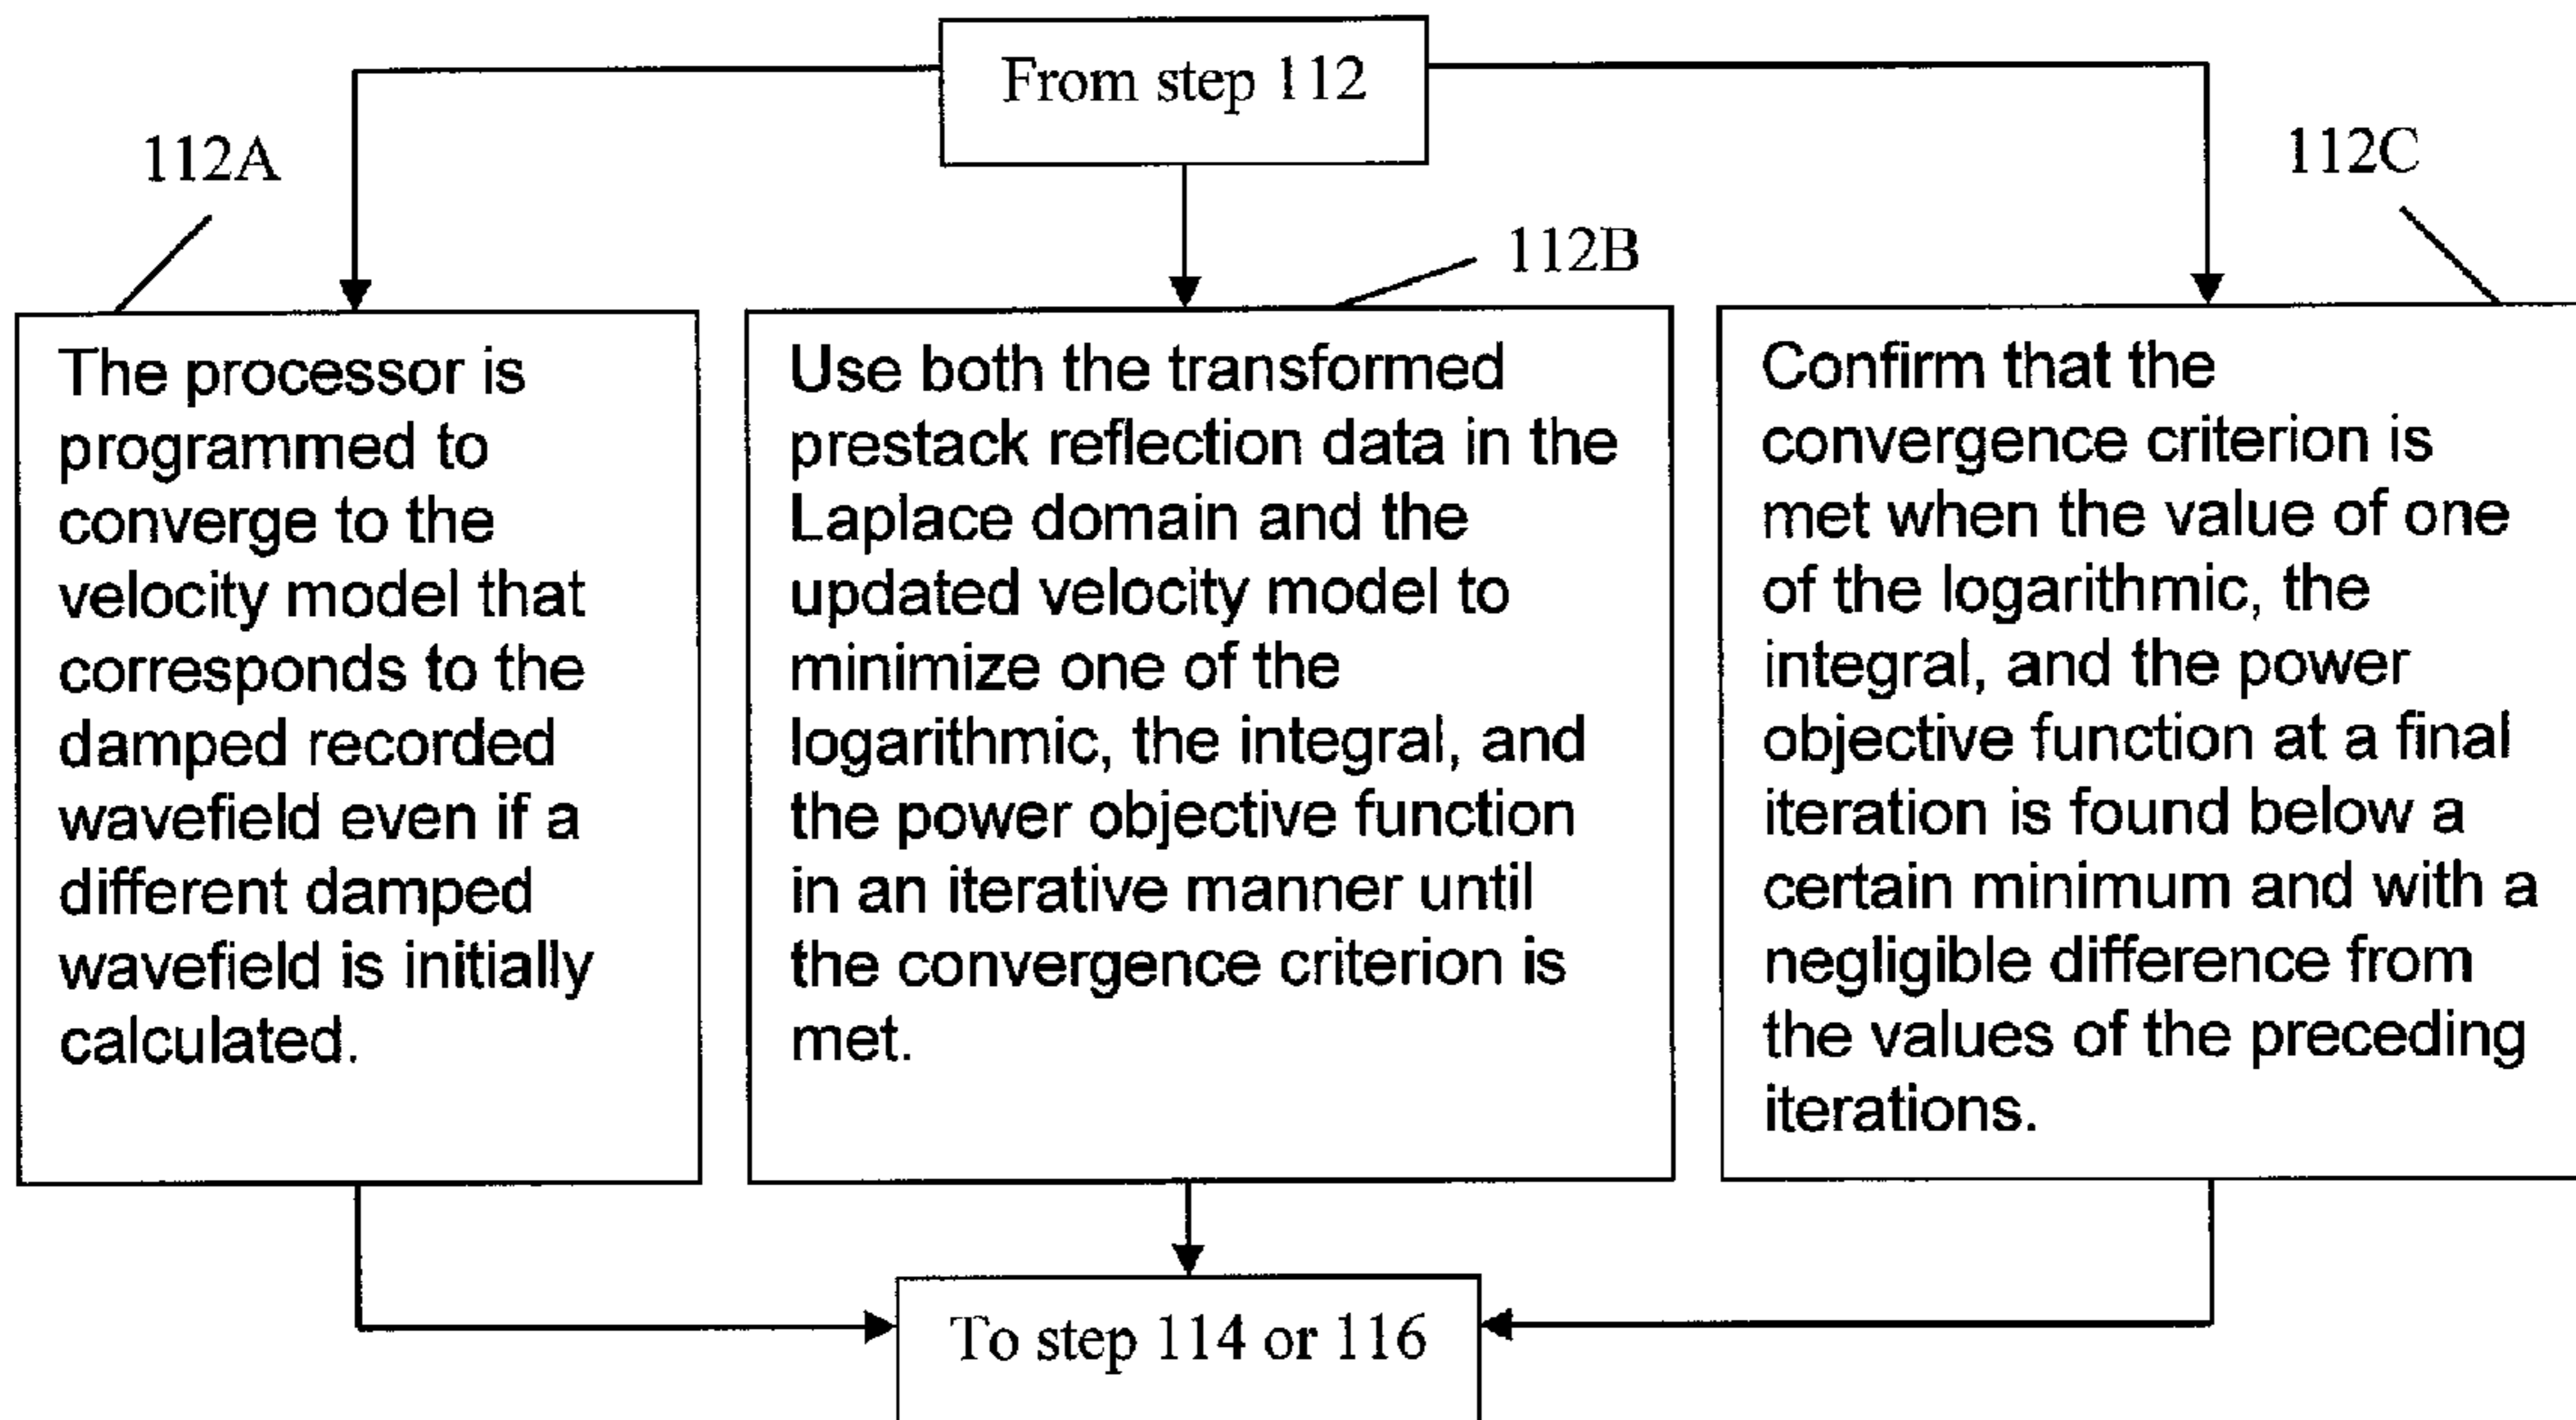 From step 112
112A
112B
112C
The processor is
programmed to
converge to the
velocity model that
corresponds to the
damped recorded
wavefield even if a
different damped
wavefield is initially
calculated.
Use both the transformed
prestack reflection data in the
Laplace domain and the
updated velocity model to
minimize one of the
logarithmic, the integral, and
the power objective function
in an iterative manner until
the convergence criterion is
met.
Confirm that the
convergence criterion is
met when the value of one
of the logarithmic, the
integral, and the power
objective function at a final
iteration is found below a
certain minimum and with a
negligible difference from
the values of the preceding
iterations.
To step 114 or 116